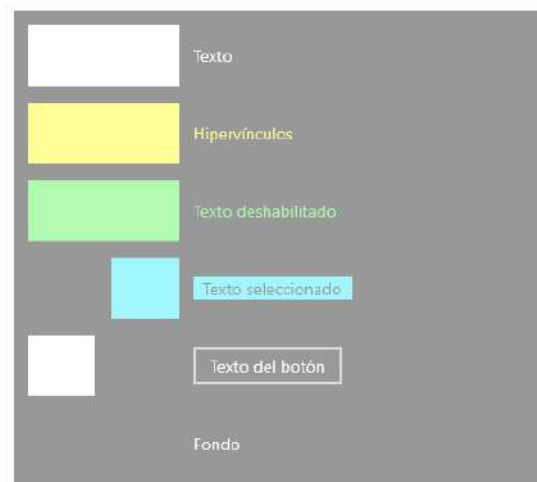 Texto
Hipervínculos
Texto deshabilitado
Texto seleccionado
Texto del botón
Fondo